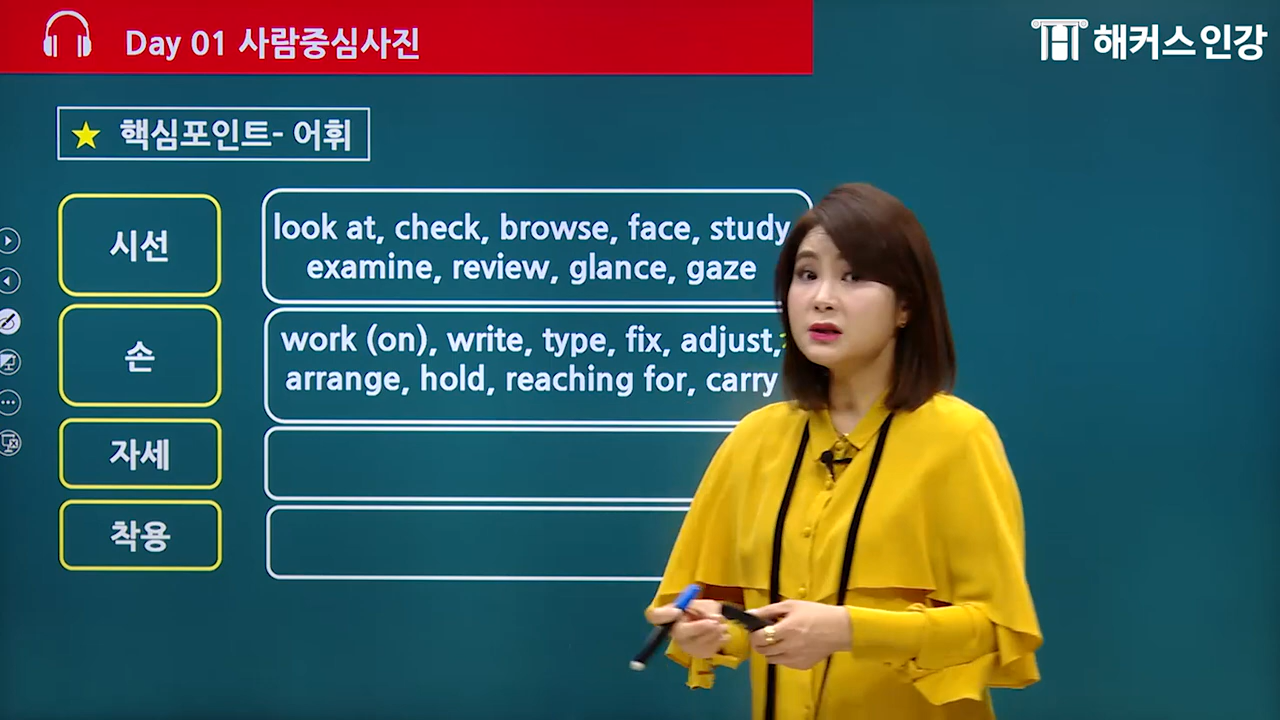 Day 01 사람중심사진
해커스인강
★ 핵심포인트- 어휘
시선
look at, check, browse, face, study
examine, review, glance, gaze
손
work (on), write, type, fix, adjust,
arrange, hold, reaching for, carry
자세
착용